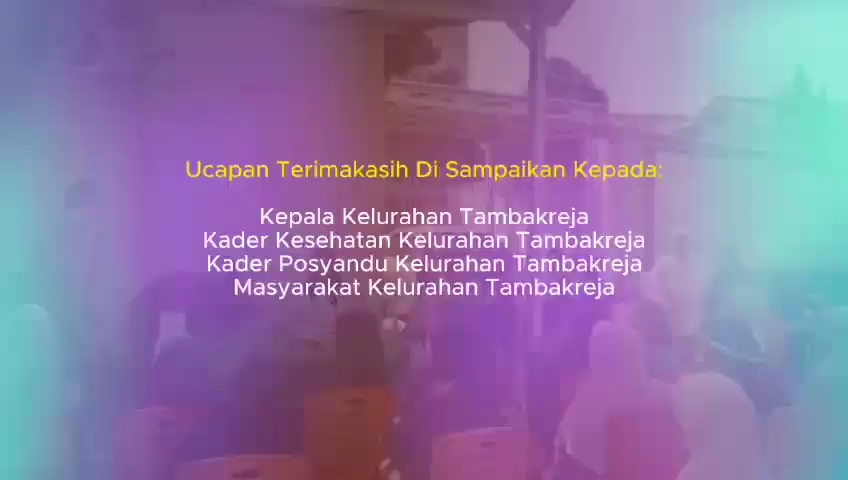 Ucapan Terimakasih Di Sampaikan Kepada:
Kepala Kelurahan Tambakreja
Kader Kesehatan Kelurahan Tambakreja
Kader Posyandu Kelurahan Tambakreja
Masyarakat Kelurahan Tambakreja